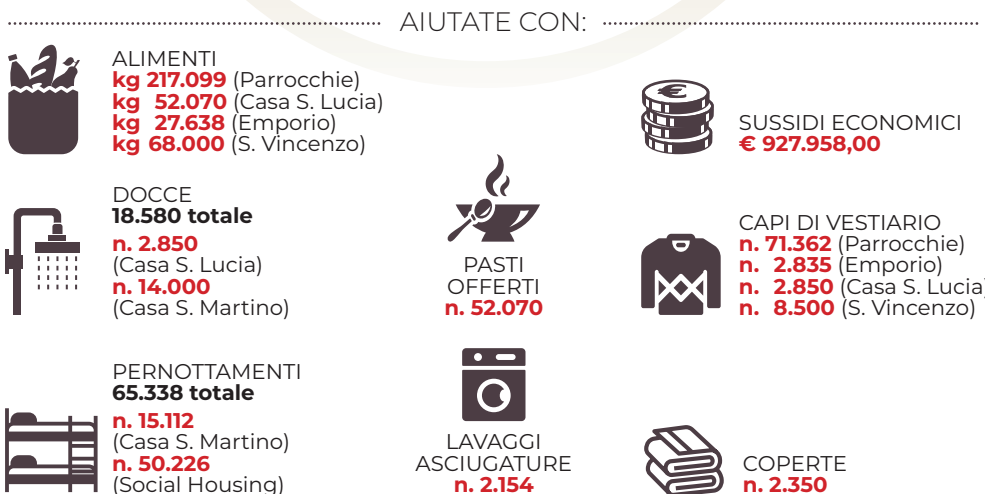 AIUTATE CON:
ALIMENTI
kg 217.099 (Parrocchie)
kg 52.070 (Casa S. Lucia)
kg 27.638 (Emporio)
kg 68.000 (S. Vincenzo)
SUSSIDI ECONOMICI
€ 927.958,00
DOCCE
18.580 totale
n. 2.850
(Casa S. Lucia)
n. 14.000
(Casa S. Martino)
PASTI
OFFERTI
n. 52.070
CAPI DI VESTIARIO
n. 71.362 (Parrocchie)
n. 2.835 (Emporio)
n. 2.850 (Casa S. Lucia)
n. 8.500 (S. Vincenzo)
PERNOTTAMENTI
65.338 totale
n. 15.112
(Casa S. Martino)
n. 50.226
(Social Housing)
LAVAGGI
ASCIUGATURE
n. 2.154
COPERTE
n. 2.350